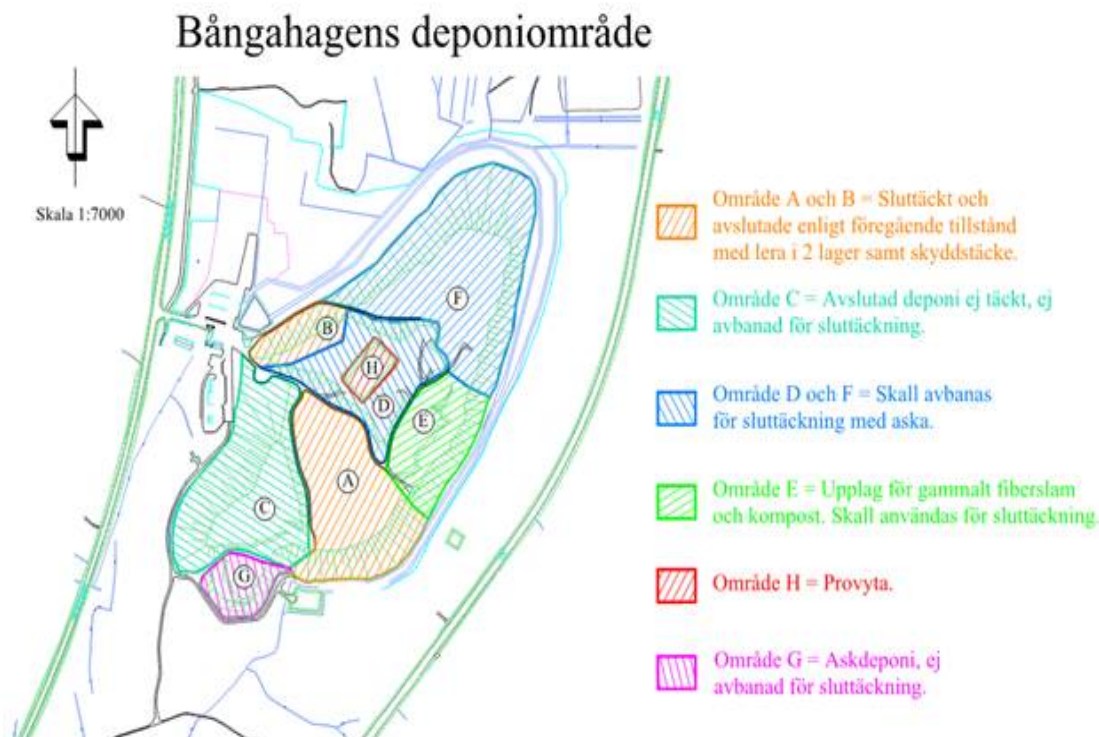 Bångahagens deponiområde
Skala 1:7000
Område A och B = Sluttäckt och
avslutade enligt föregående tillstånd
med lera i 2 lager samt skyddstäcke.
Område C = Avslutad deponi ej täckt, ej
avbanad för sluttäckning.
Område D och F = Skall avbanas
för sluttäckning med aska.
Område E = Upplag för gammalt fiberslam
och kompost. Skall användas för sluttäckning.
Område H = Provyta.
Område G = Askdeponi, ej
avbanad för sluttäckning.
F
B
H
D
E
A
C
G